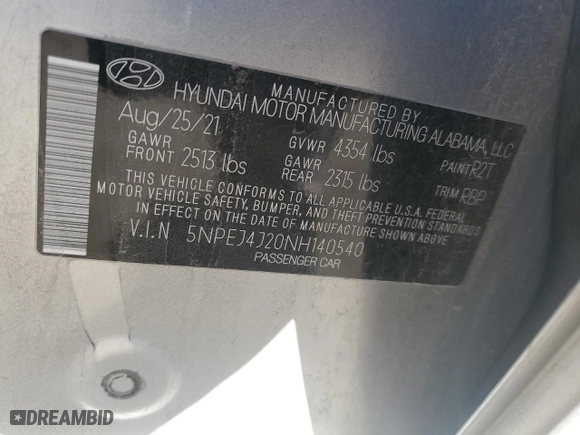 MANUFACTURED BY
HYUNDAI MOTOR MANUFACTURING ALABAMA, LLC
Aug/25/21 GVWR 4354 lbs PAINT R2T
GAWR FRONT 2513 lbs GAWR REAR 2315 lbs TRIM RBP
THIS VEHICLE CONFORMS TO ALL APPLICABLE U.S.A. FEDERAL
MOTOR VEHICLE SAFETY, BUMPER, AND THEFT PREVENTION STANDARDS
IN EFFECT ON THE DATE OF MANUFACTURE SHOWN ABOVE.
V.I.N 5NPEJ4J20NH140540
PASSENGER CAR
DREAMBID